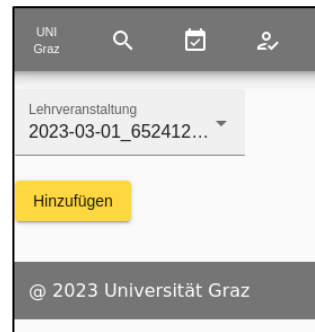 UNI
Graz
Lehrveranstaltung
2023-03-01_652412...
Hinzufügen
@ 2023 Universität Graz